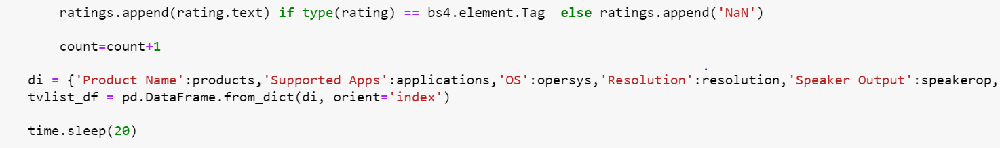 ratings.append(rating.text) if type(rating) == bs4.element.Tag  else ratings.append('NaN')
count=count+1
di = {'Product Name':products,'Supported Apps':applications,'OS':opersys,'Resolution':resolution,'Speaker Output':speakerop,
tvlist_df = pd.DataFrame.from_dict(di, orient='index')
time.sleep(20)